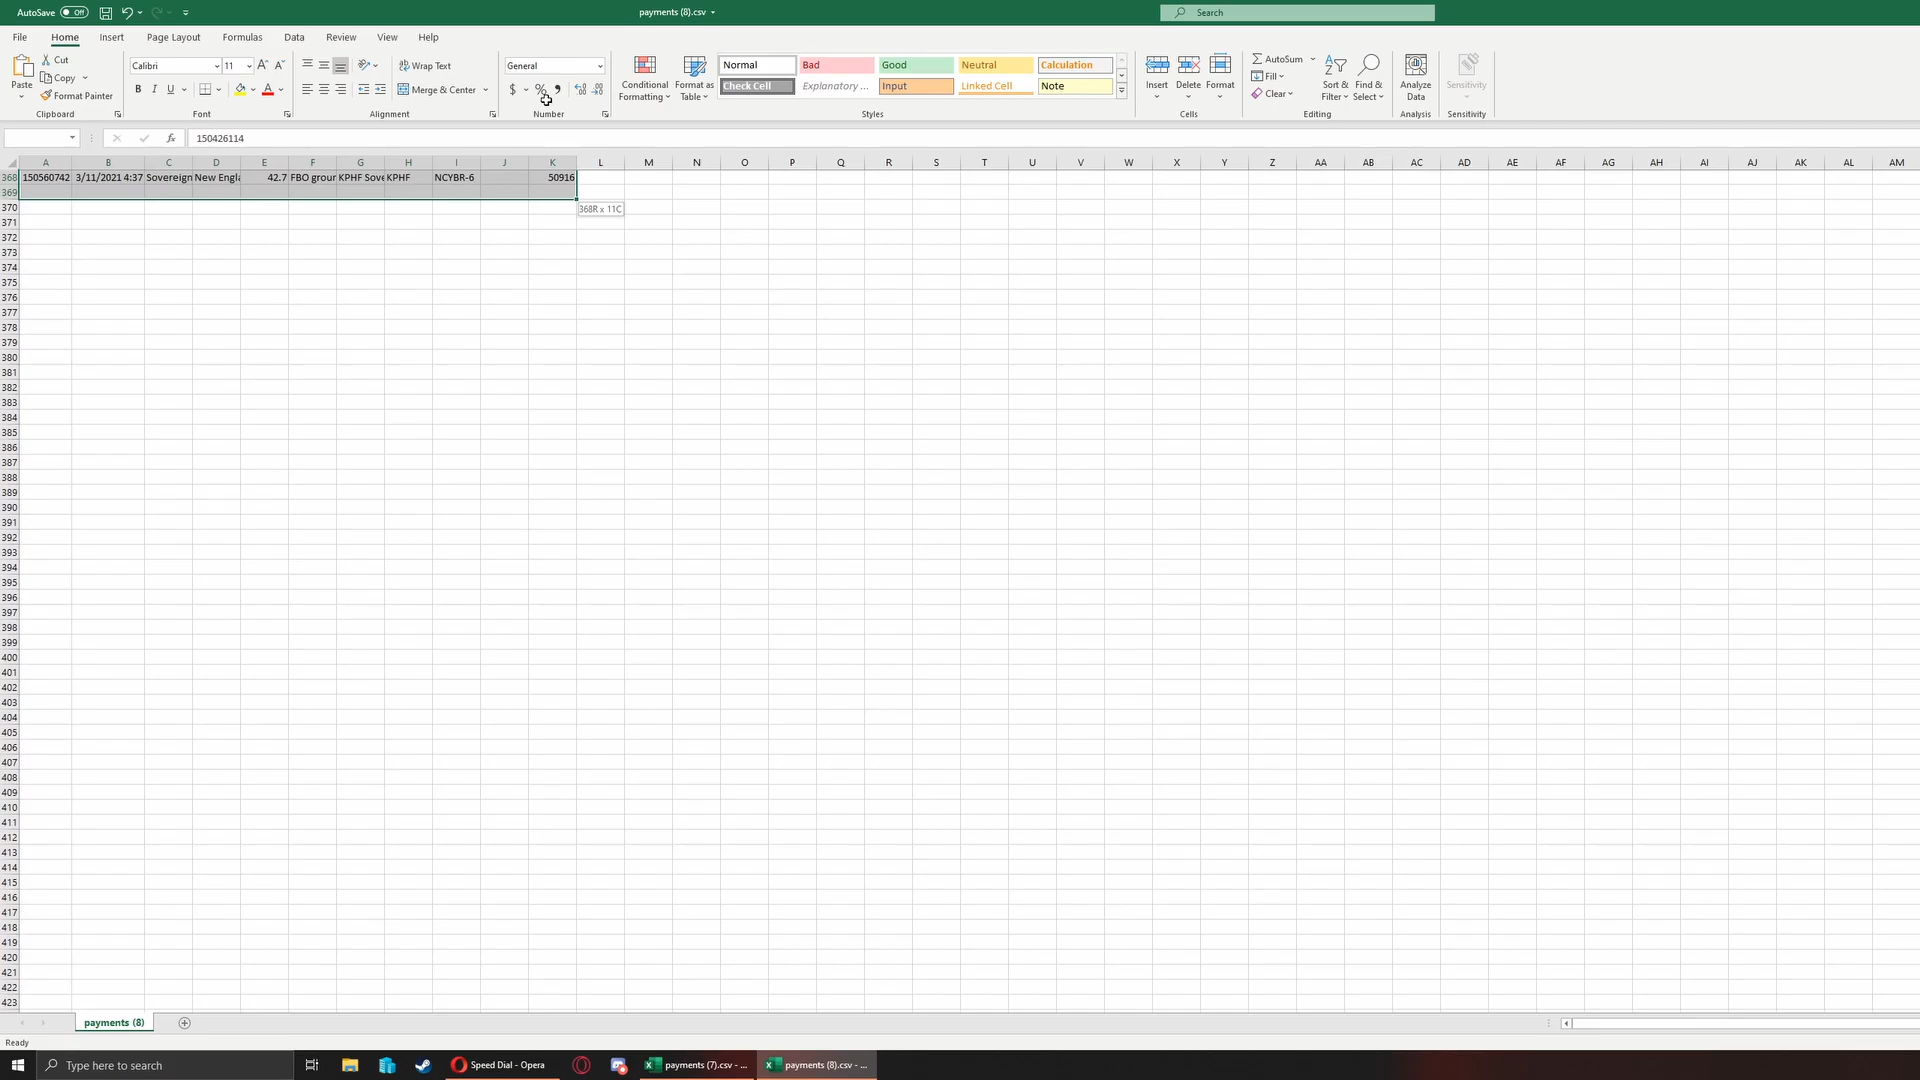 AutoSave Off payments (8).csv Search
File Home Insert Page Layout Formulas Data Review View Help
Paste Cut Copy Format Painter Clipboard
Calibri 11 B I U Font
Wrap Text Merge & Center Alignment
General $ % Number
Conditional Formatting Format as Table
Normal Bad Good Neutral Calculation
Check Cell Explanatory ... Input Linked Cell Note
Styles
Insert Delete Format Cells
AutoSum Fill Clear Sort & Filter Find & Select Editing
Analyze Data Analysis
Sensitivity Sensitivity
fx 150426114
A B C D E F G H I J K L M N O P Q R S T U V W X Y Z AA AB AC AD AE AF AG AH AI AJ AK AL AM
368 150560742 3/11/2021 4:37 Sovereign New Engla 42.7 FBO groun KPHF Sove KPHF NCYBR-6 50916
369
370 368R x 11C
371
372
373
374
375
376
377
378
379
380
381
382
383
384
385
386
387
388
389
390
391
392
393
394
395
396
397
398
399
400
401
402
403
404
405
406
407
408
409
410
411
412
413
414
415
416
417
418
419
420
421
422
423
payments (8)
Ready
Type here to search Speed Dial - Opera payments (7).csv - ... payments (8).csv - ...